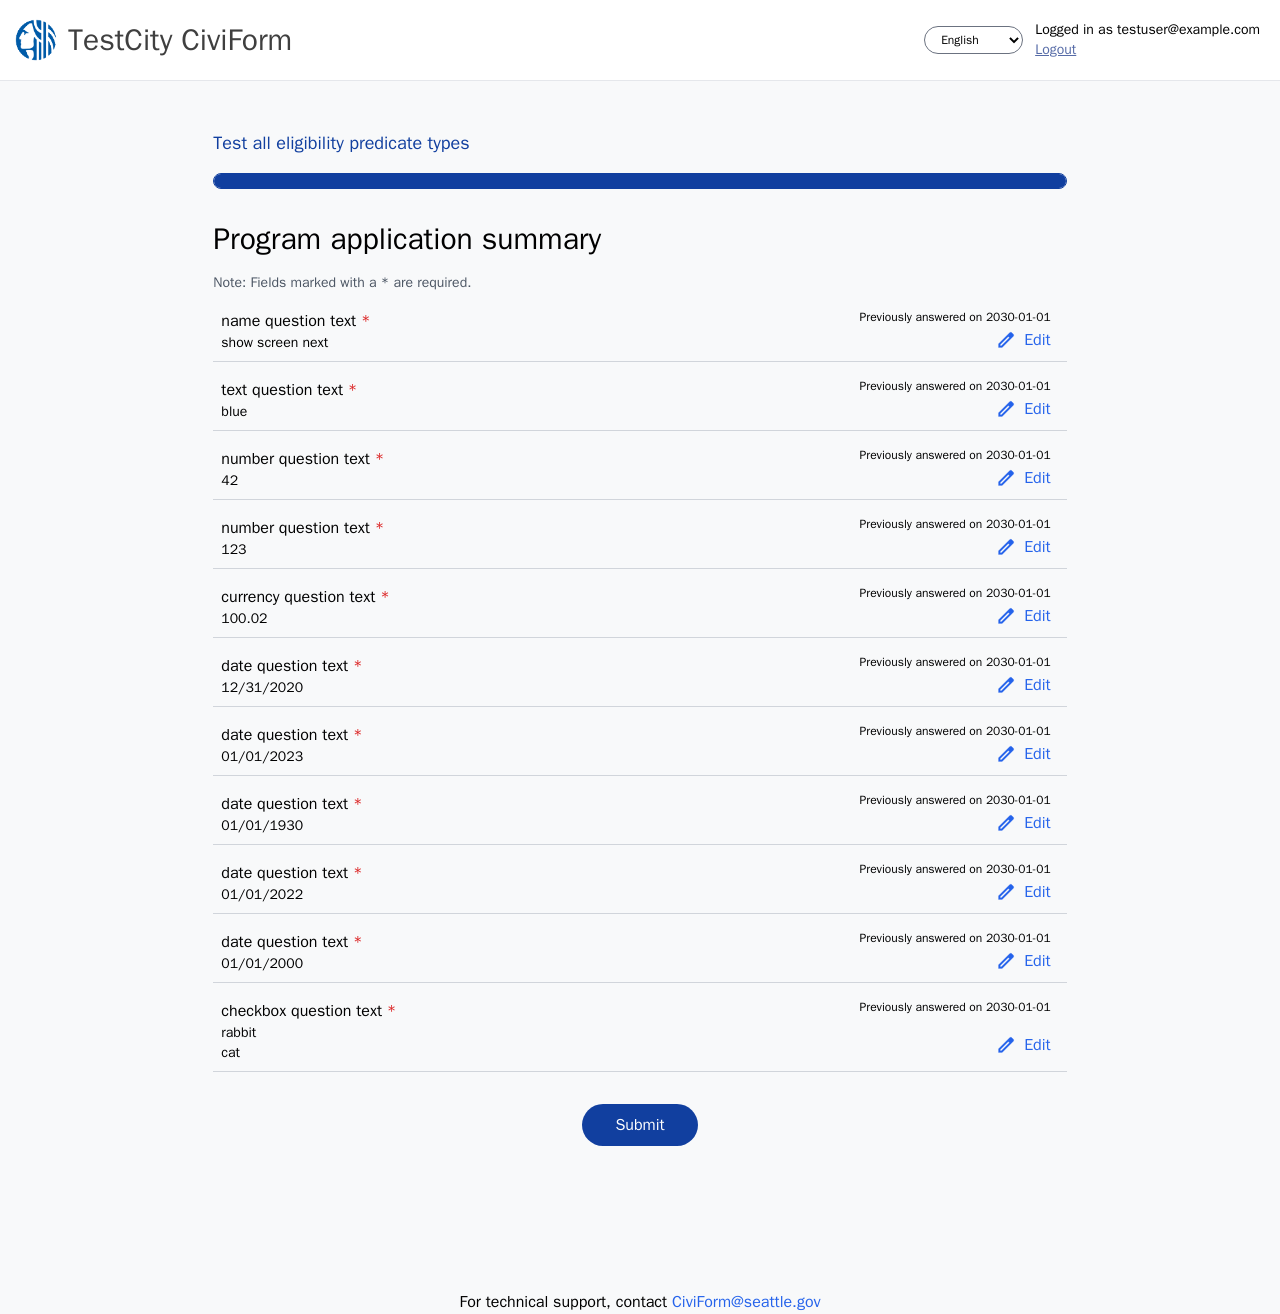 TestCity CiviForm
English
Logged in as testuser@example.com
Logout
Test all eligibility predicate types
Program application summary
Note: Fields marked with a * are required.
name question text *
Previously answered on 2030-01-01
show screen next
Edit
text question text *
Previously answered on 2030-01-01
blue
Edit
number question text *
Previously answered on 2030-01-01
42
Edit
number question text *
Previously answered on 2030-01-01
123
Edit
currency question text *
Previously answered on 2030-01-01
100.02
Edit
date question text *
Previously answered on 2030-01-01
12/31/2020
Edit
date question text *
Previously answered on 2030-01-01
01/01/2023
Edit
date question text *
Previously answered on 2030-01-01
01/01/1930
Edit
date question text *
Previously answered on 2030-01-01
01/01/2022
Edit
date question text *
Previously answered on 2030-01-01
01/01/2000
Edit
checkbox question text *
Previously answered on 2030-01-01
rabbit
cat
Edit
Submit
For technical support, contact CiviForm@seattle.gov